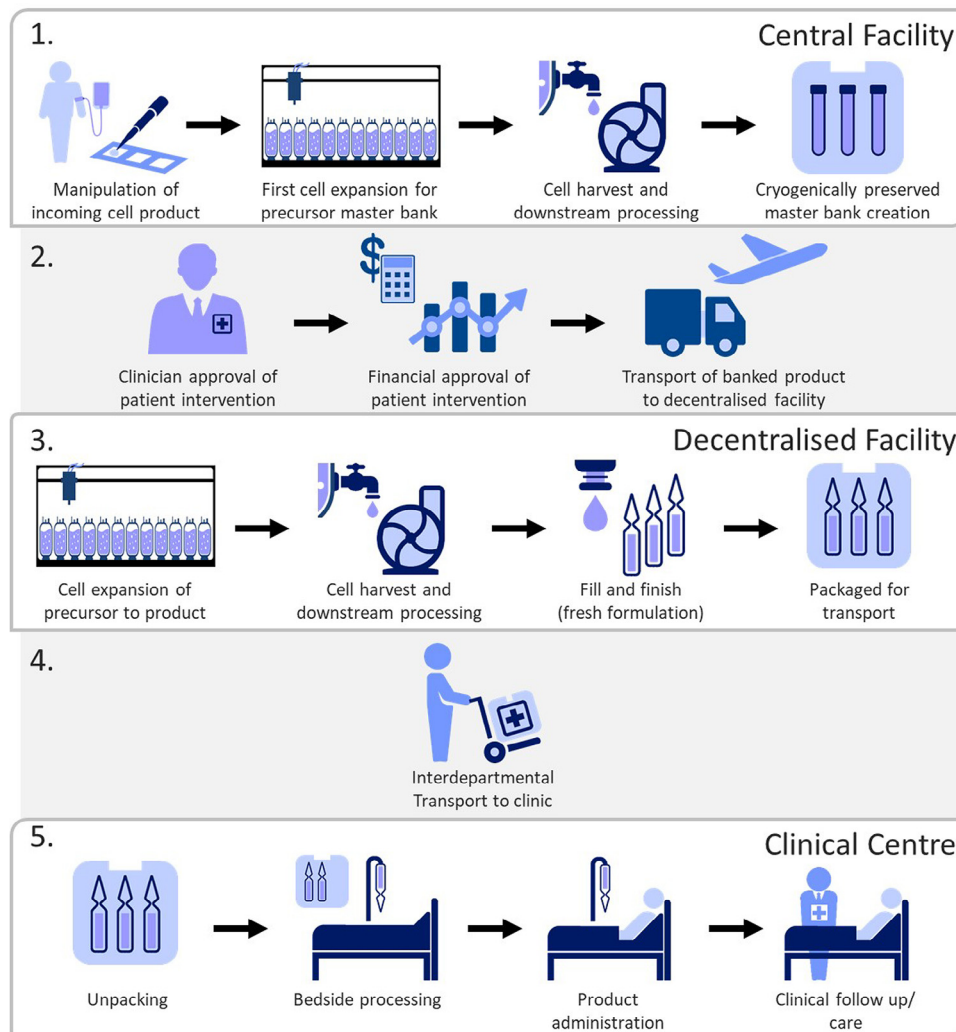 1.
Central Facility
Manipulation of
incoming cell product
First cell expansion for
precursor master bank
Cell harvest and
downstream processing
Cryogenically preserved
master bank creation
2.
$
Clinician approval of
patient intervention
Financial approval of
patient intervention
Transport of banked product
to decentralised facility
3.
Decentralised Facility
Cell expansion of
precursor to product
Cell harvest and
downstream processing
Fill and finish
(fresh formulation)
Packaged for
transport
4.
Interdepartmental
Transport to clinic
5.
Clinical Centre
Unpacking
Bedside processing
Product
administration
Clinical follow up/
care